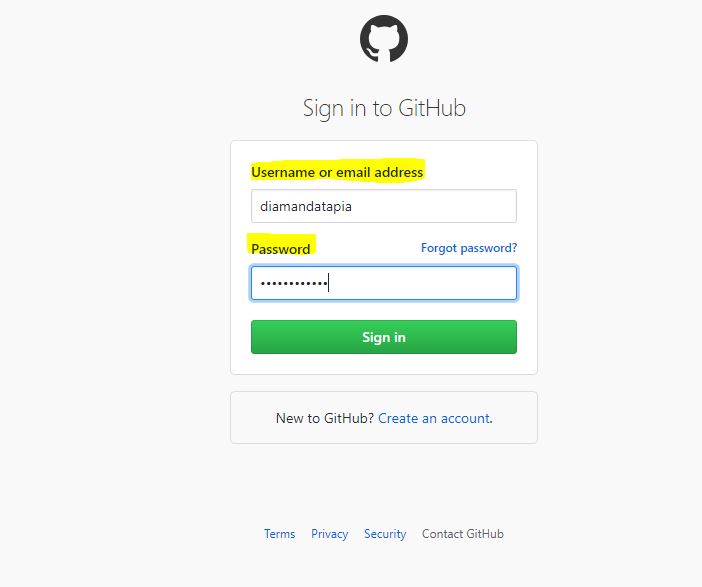 Sign in to GitHub
Username or email address
diamandatapia
Password Forgot password?
••••••••••••
Sign in
New to GitHub? Create an account.
Terms Privacy Security Contact GitHub